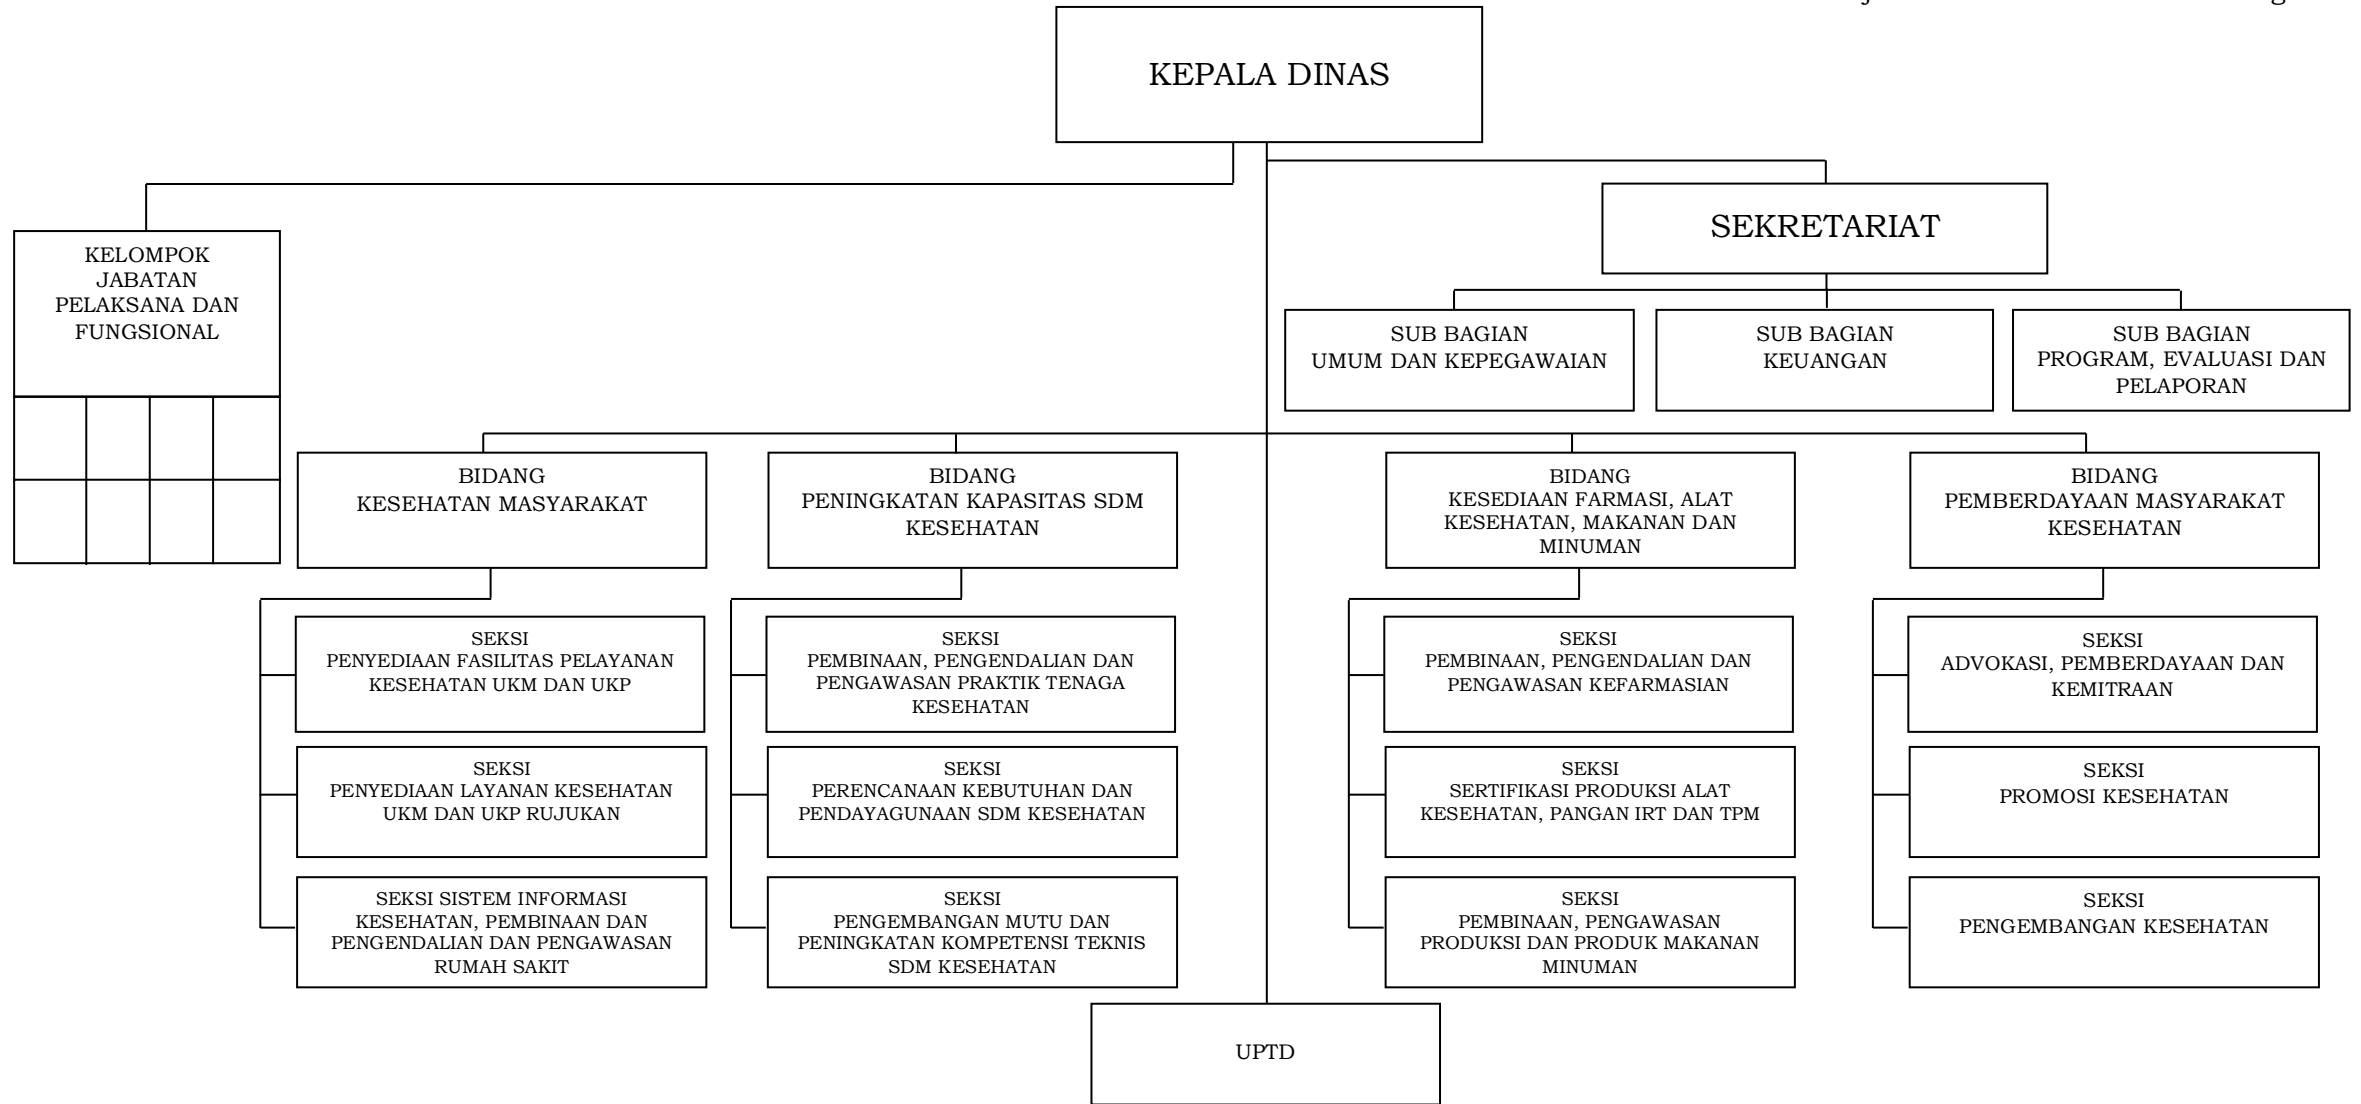 KEPALA DINAS
SEKRETARIAT
KELOMPOK
JABATAN
PELAKSANA DAN
FUNGSIONAL
SUB BAGIAN
UMUM DAN KEPEGAWAIAN
SUB BAGIAN
KEUANGAN
SUB BAGIAN
PROGRAM, EVALUASI DAN
PELAPORAN
BIDANG
KESEHATAN MASYARAKAT
BIDANG
PENINGKATAN KAPASITAS SDM
KESEHATAN
BIDANG
KESEDIAAN FARMASI, ALAT
KESEHATAN, MAKANAN DAN
MINUMAN
BIDANG
PEMBERDAYAAN MASYARAKAT
KESEHATAN
SEKSI
PENYEDIAAN FASILITAS PELAYANAN
KESEHATAN UKM DAN UKP
SEKSI
PEMBINAAN, PENGENDALIAN DAN
PENGAWASAN PRAKTIK TENAGA
KESEHATAN
SEKSI
PEMBINAAN, PENGENDALIAN DAN
PENGAWASAN KEFARMASIAN
SEKSI
ADVOKASI, PEMBERDAYAAN DAN
KEMITRAAN
SEKSI
PENYEDIAAN LAYANAN KESEHATAN
UKM DAN UKP RUJUKAN
SEKSI
PERENCANAAN KEBUTUHAN DAN
PENDAYAGUNAAN SDM KESEHATAN
SEKSI
SERTIFIKASI PRODUKSI ALAT
KESEHATAN, PANGAN IRT DAN TPM
SEKSI
PROMOSI KESEHATAN
SEKSI SISTEM INFORMASI
KESEHATAN, PEMBINAAN DAN
PENGENDALIAN DAN PENGAWASAN
RUMAH SAKIT
SEKSI
PENGEMBANGAN MUTU DAN
PENINGKATAN KOMPETENSI TEKNIS
SDM KESEHATAN
SEKSI
PEMBINAAN, PENGAWASAN
PRODUKSI DAN PRODUK MAKANAN
MINUMAN
SEKSI
PENGEMBANGAN KESEHATAN
UPTD